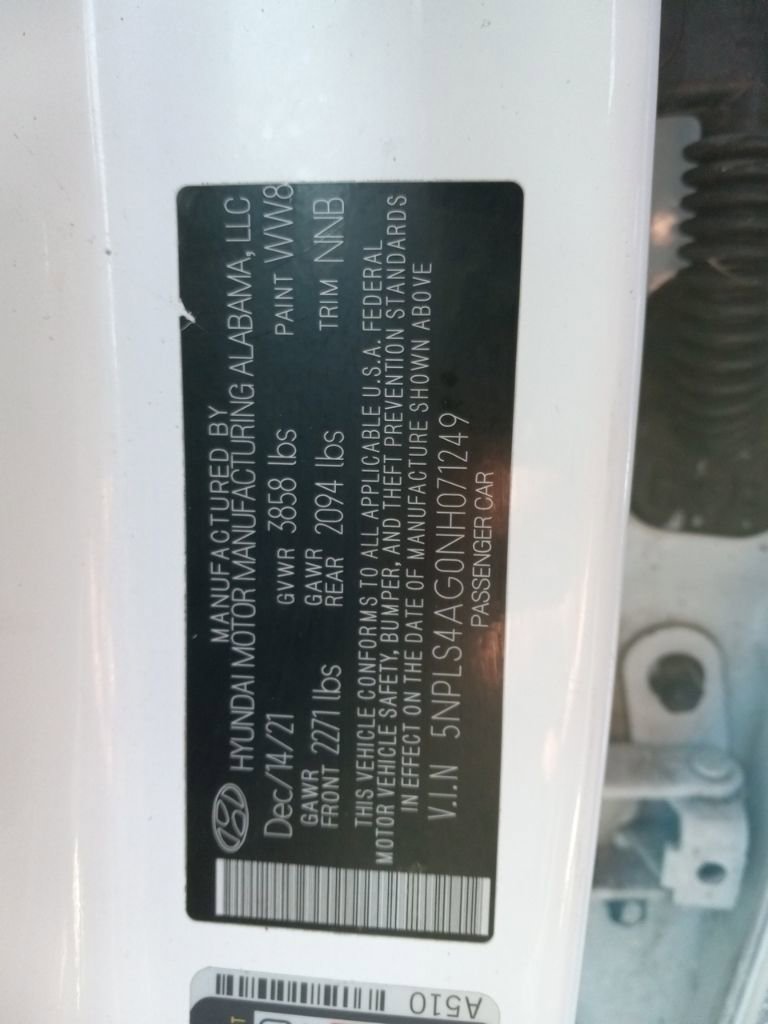 MANUFACTURED BY
HYUNDAI MOTOR MANUFACTURING ALABAMA, LLC
Dec/14/21 GVWR 3858 lbs PAINT WW8
GAWR FRONT 2271 lbs GAWR REAR 2094 lbs TRIM NNB
THIS VEHICLE CONFORMS TO ALL APPLICABLE U.S.A. FEDERAL
MOTOR VEHICLE SAFETY, BUMPER, AND THEFT PREVENTION STANDARDS
IN EFFECT ON THE DATE OF MANUFACTURE SHOWN ABOVE
V.I.N 5NPLS4AG0NH071249
PASSENGER CAR
A510